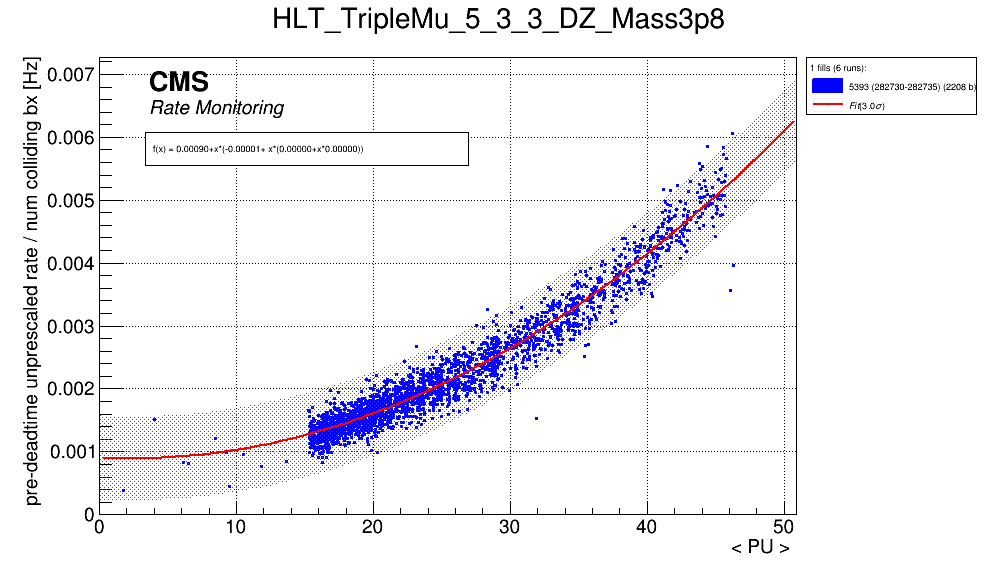 HLT_TripleMu_5_3_3_DZ_Mass3p8
pre-deadtime unprescaled rate / num colliding bx [Hz]
CMS
Rate Monitoring
f(x) = 0.00090+x*(-0.00001+ x*(0.00000+x*0.00000))
1 fills (6 runs):
5393 (282730-282735) (2208 b)
Fit(3.0σ)
0.007
0.006
0.005
0.004
0.003
0.002
0.001
0
0 10 20 30 40 50
< PU >